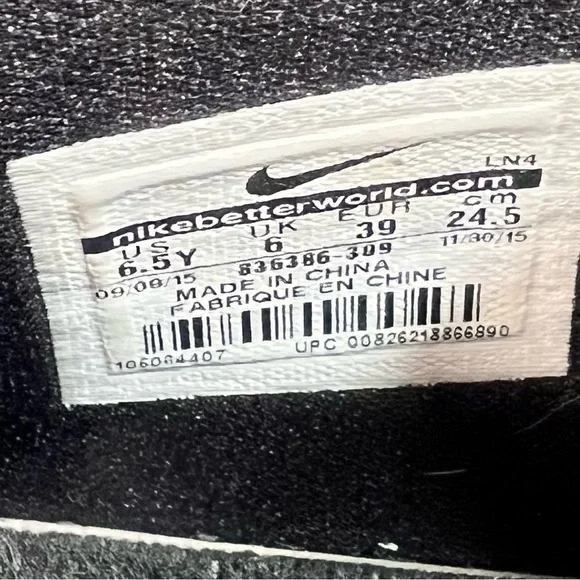 LN4
nikebetterworld.com
US UK EUR cm
6.5Y 6 39 24.5
09/08/15 836386-309 11/30/15
MADE IN CHINA
FABRIQUE EN CHINE
UPC 00826218866890